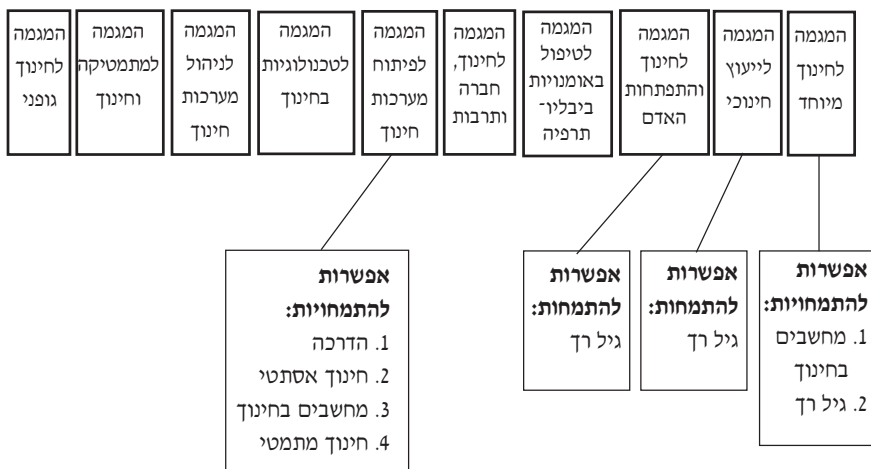 המגמה
לחינוך
מיוחד
המגמה
לייעוץ
חינוכי
המגמה
לחינוך
והתפתחות
האדם
המגמה
לטיפול
באומנויות
ביבליו־
תרפיה
המגמה
לחינוך,
חברה
ותרבות
המגמה
לפיתוח
מערכות
חינוך
המגמה
לטכנולוגיות
בחינוך
המגמה
לניהול
מערכות
חינוך
המגמה
למתמטיקה
וחינוך
המגמה
לחינוך
גופני
אפשרות
להתמחויות:
1. מחשבים
בחינוך
2. גיל רך
אפשרות
להתמחות:
גיל רך
אפשרות
להתמחות:
גיל רך
אפשרות
להתמחויות:
1. הדרכה
2. חינוך אסתטי
3. מחשבים בחינוך
4. חינוך מתמטי